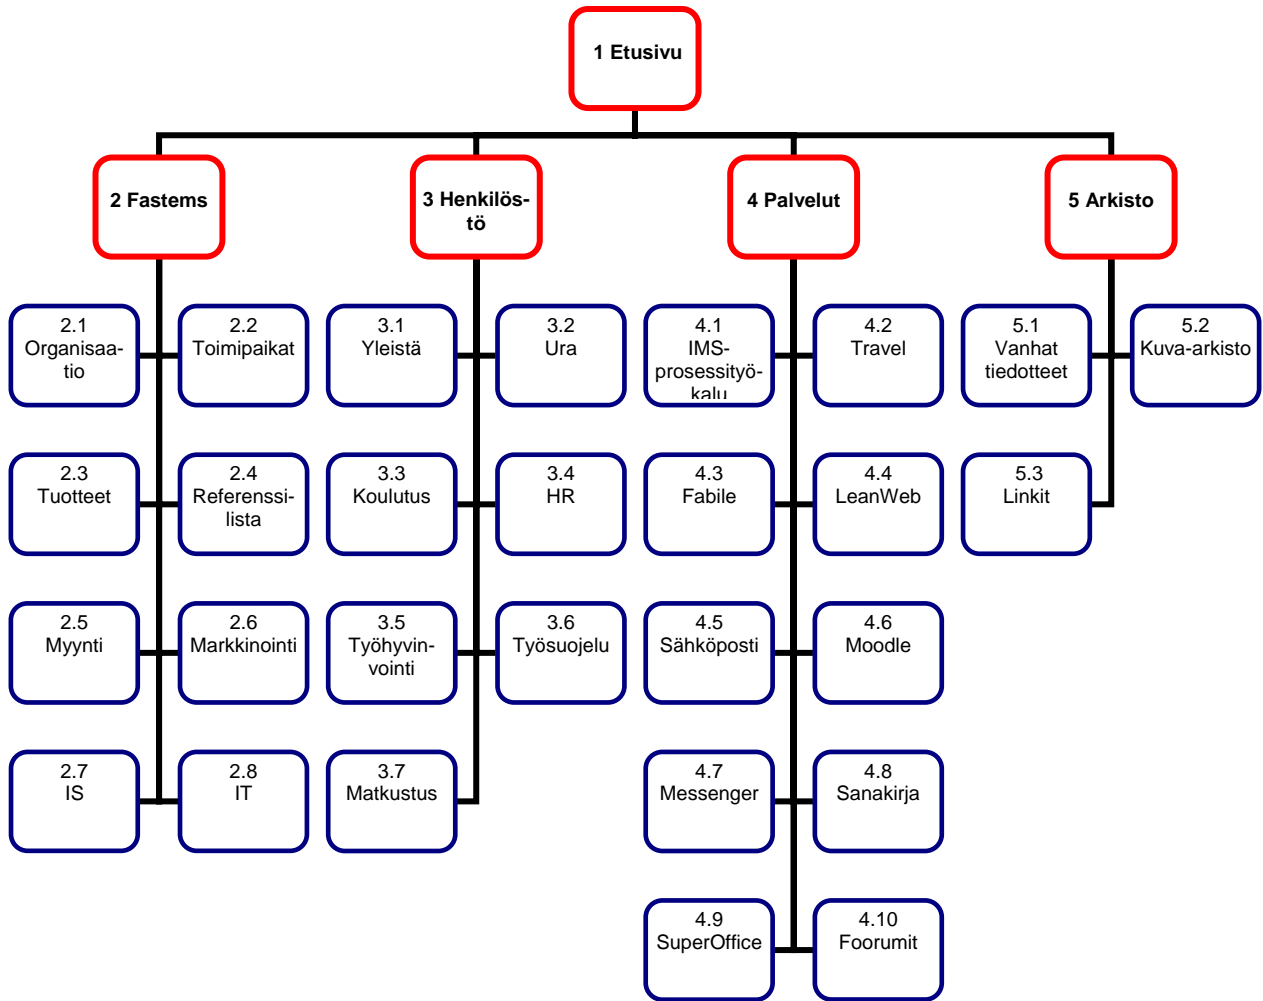 1 Etusivu
2 Fastems
3 Henkilös-
tö
4 Palvelut
5 Arkisto
2.1
Organisaa-
tio
2.2
Toimipaikat
3.1
Yleistä
3.2
Ura
4.1
IMS-
prosessityö-
kalu
4.2
Travel
5.1
Vanhat
tiedotteet
5.2
Kuva-arkisto
2.3
Tuotteet
2.4
Referenssi-
lista
3.3
Koulutus
3.4
HR
4.3
Fabile
4.4
LeanWeb
5.3
Linkit
2.5
Myynti
2.6
Markkinointi
3.5
Työhyvin-
vointi
3.6
Työsuojelu
4.5
Sähköposti
4.6
Moodle
2.7
IS
2.8
IT
3.7
Matkustus
4.7
Messenger
4.8
Sanakirja
4.9
SuperOffice
4.10
Foorumit